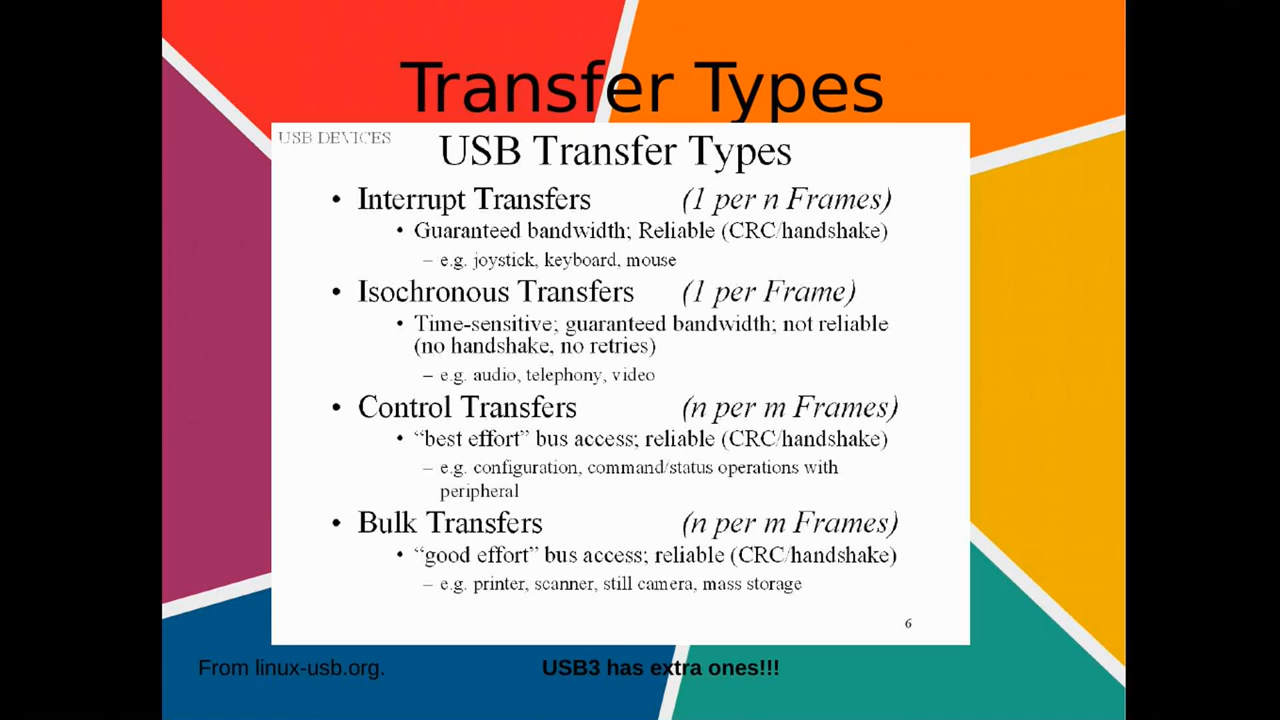 Transfer Types
USB DEVICES
USB Transfer Types
• Interrupt Transfers (1 per n Frames)
• Guaranteed bandwidth; Reliable (CRC/handshake)
– e.g. joystick, keyboard, mouse
• Isochronous Transfers (1 per Frame)
• Time-sensitive; guaranteed bandwidth; not reliable
(no handshake, no retries)
– e.g. audio, telephony, video
• Control Transfers (n per m Frames)
• “best effort” bus access; reliable (CRC/handshake)
– e.g. configuration, command/status operations with
peripheral
• Bulk Transfers (n per m Frames)
• “good effort” bus access; reliable (CRC/handshake)
– e.g. printer, scanner, still camera, mass storage
6
From linux-usb.org. USB3 has extra ones!!!